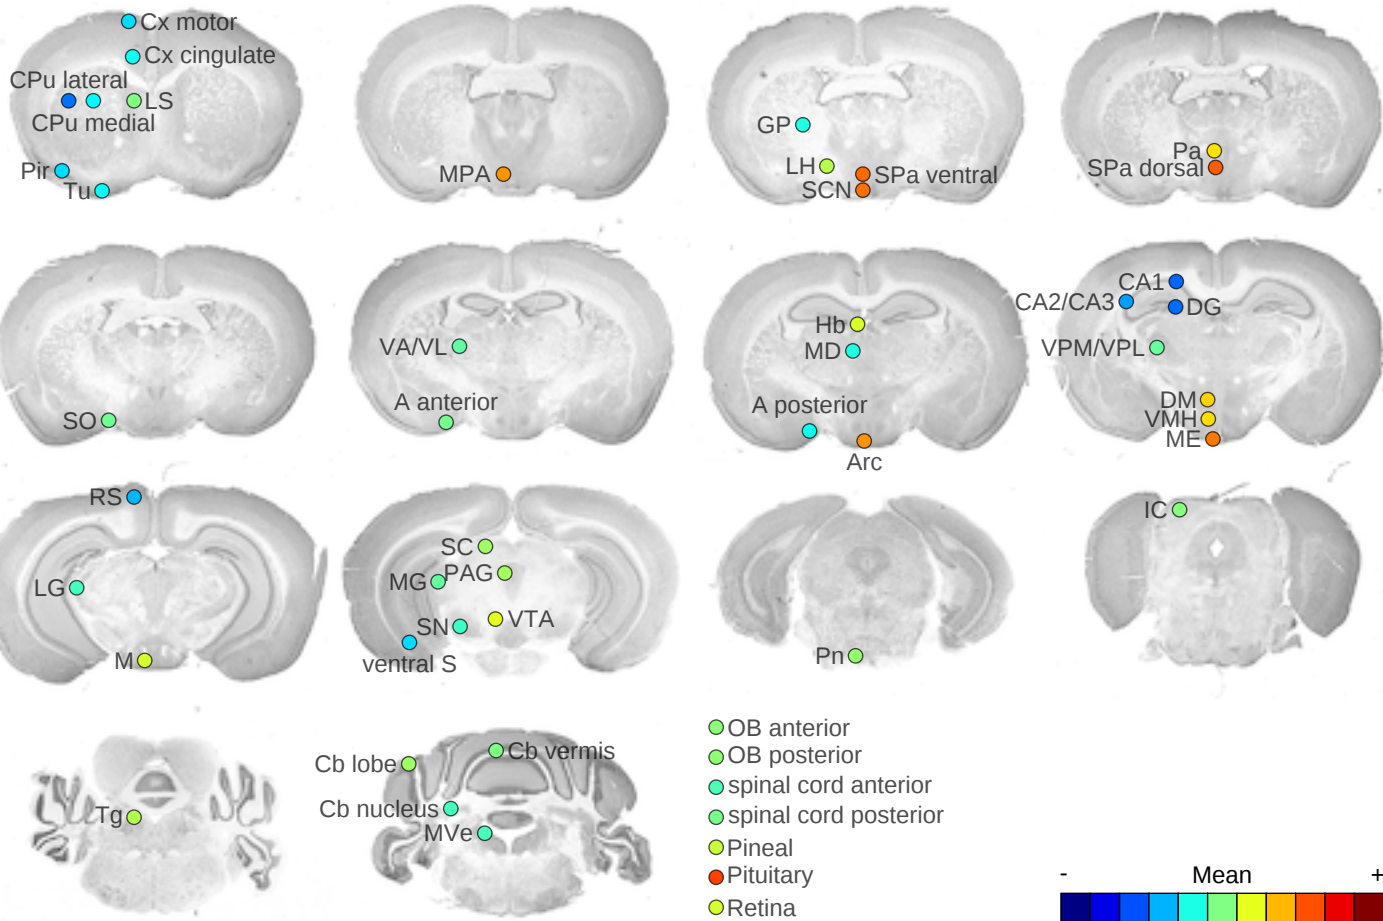 Cx motor
Cx cingulate
CPu lateral
LS
CPu medial
Pir
Tu
MPA
GP
LH
SPa ventral
SCN
Pa
SPa dorsal
SO
VA/VL
A anterior
Hb
MD
A posterior
Arc
CA1
CA2/CA3
DG
VPM/VPL
DM
VMH
ME
RS
LG
M
SC
PAG
MG
VTA
SN
ventral S
Pn
IC
Tg
Cb vermis
Cb lobe
Cb nucleus
MVe
OB anterior
OB posterior
spinal cord anterior
spinal cord posterior
Pineal
Pituitary
Retina
- Mean +